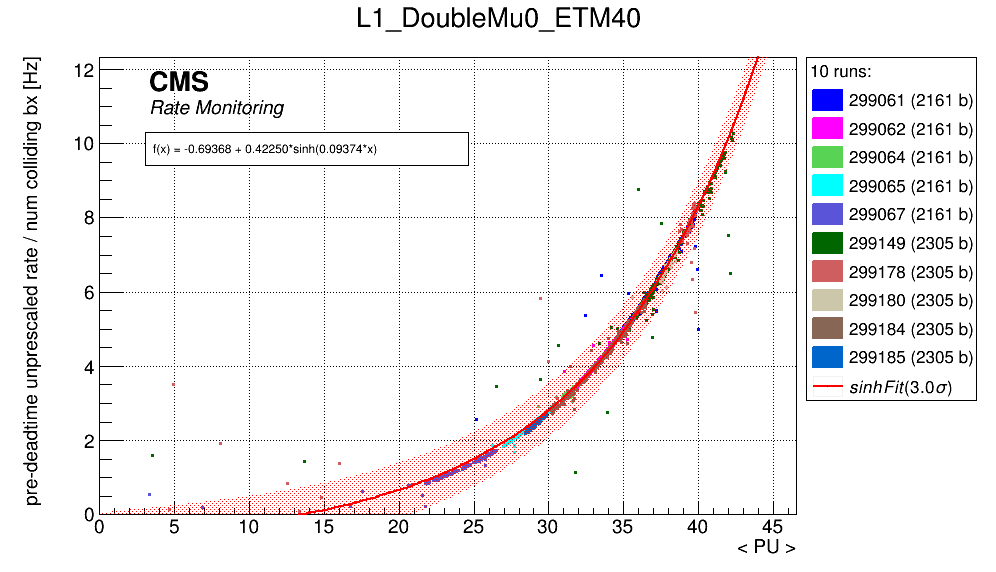 L1_DoubleMu0_ETM40
pre-deadtime unprescaled rate / num colliding bx [Hz]
CMS
Rate Monitoring
f(x) = -0.69368 + 0.42250*sinh(0.09374*x)
12
10
8
6
4
2
0
0 5 10 15 20 25 30 35 40 45
< PU >
10 runs:
299061 (2161 b)
299062 (2161 b)
299064 (2161 b)
299065 (2161 b)
299067 (2161 b)
299149 (2305 b)
299178 (2305 b)
299180 (2305 b)
299184 (2305 b)
299185 (2305 b)
sinhFit(3.0σ)